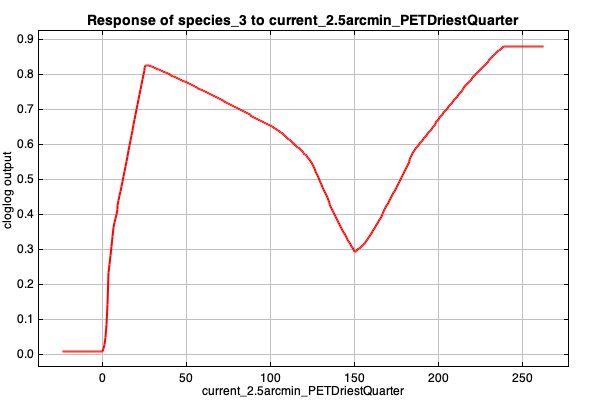 Response of species_3 to current_2.5arcmin_PETDriestQuarter
0.9
0.8
0.7
0.6
0.5
0.4
0.3
0.2
0.1
0.0
cloglog output
0 50 100 150 200 250
current_2.5arcmin_PETDriestQuarter